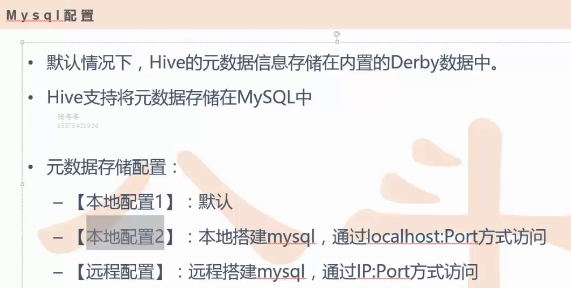 Mysql配置
• 默认情况下，Hive的元数据信息存储在内置的Derby数据中。
• Hive支持将元数据存储在MySQL中
• 元数据存储配置：
– 【本地配置1】：默认
– 【本地配置2】：本地搭建mysql，通过localhost:Port方式访问
– 【远程配置】：远程搭建mysql，通过IP:Port方式访问